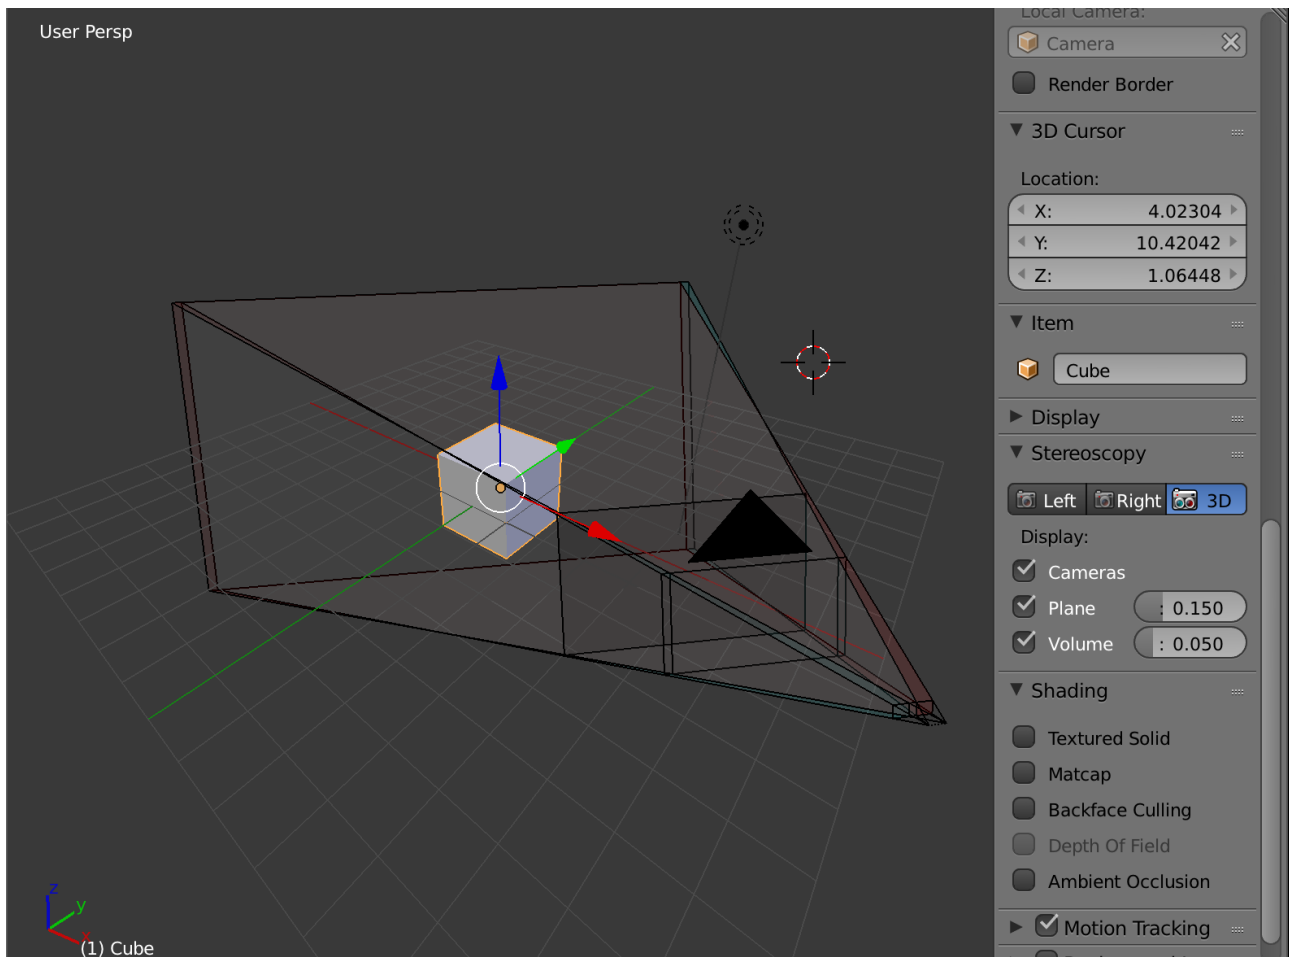 User Persp
Local Camera:
Camera
Render Border
3D Cursor
Location:
X: 4.02304
Y: 10.42042
Z: 1.06448
Item
Cube
Display
Stereoscopy
Left Right 3D
Display:
Cameras
Plane : 0.150
Volume : 0.050
Shading
Textured Solid
Matcap
Backface Culling
Depth Of Field
Ambient Occlusion
Motion Tracking
z
y
x
(1) Cube